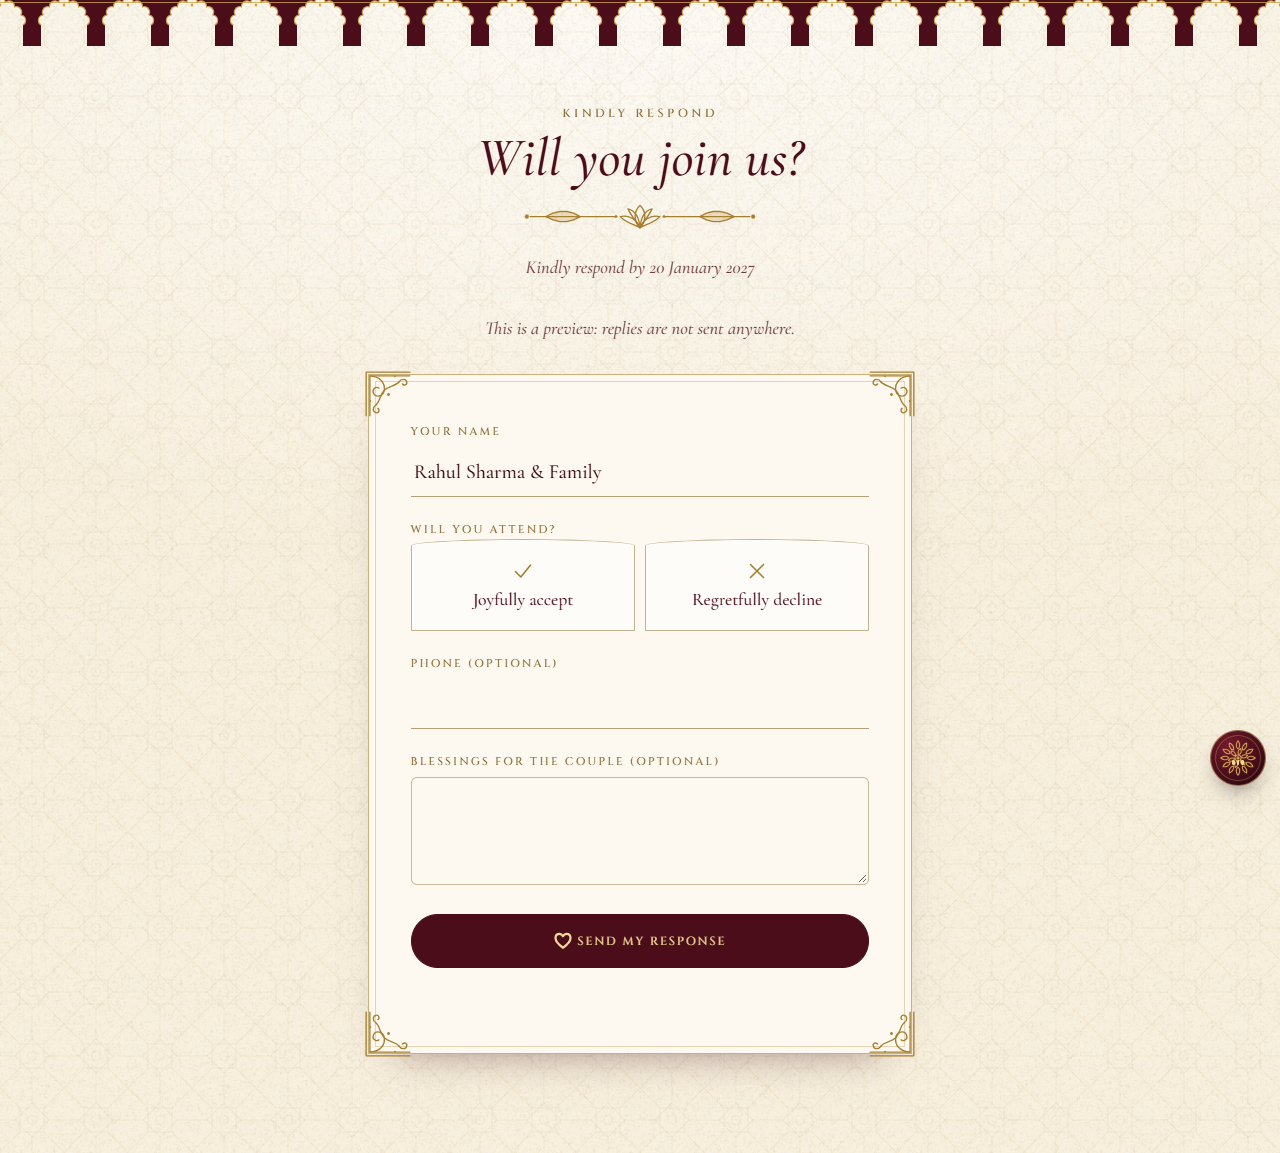 KINDLY RESPOND
Will you join us?
Kindly respond by 20 January 2027
This is a preview: replies are not sent anywhere.
YOUR NAME
Rahul Sharma & Family
WILL YOU ATTEND?
Joyfully accept
Regretfully decline
PHONE (OPTIONAL)
BLESSINGS FOR THE COUPLE (OPTIONAL)
SEND MY RESPONSE